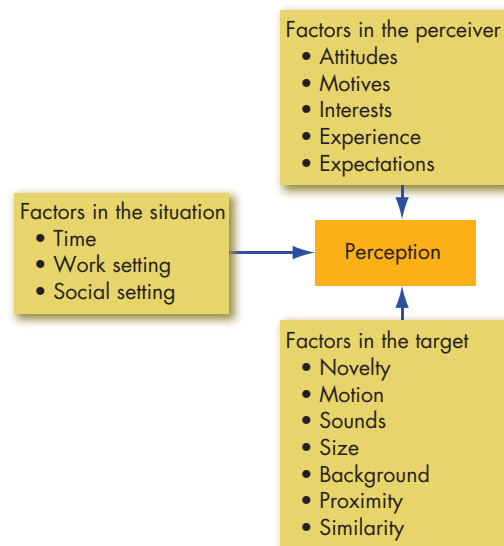 Factors in the perceiver
• Attitudes
• Motives
• Interests
• Experience
• Expectations
Factors in the situation
• Time
• Work setting
• Social setting
Perception
Factors in the target
• Novelty
• Motion
• Sounds
• Size
• Background
• Proximity
• Similarity